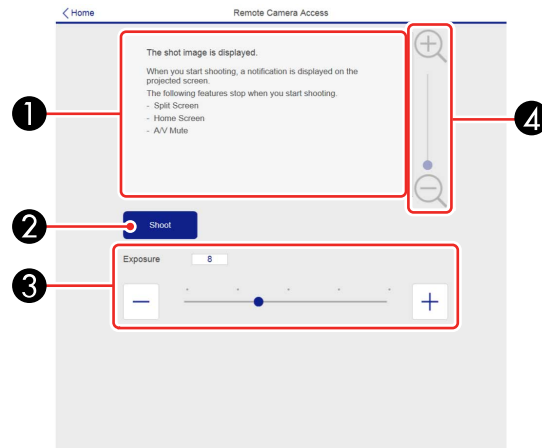 Home
Remote Camera Access
The shot image is displayed.
When you start shooting, a notification is displayed on the
projected screen.
The following features stop when you start shooting.
- Split Screen
- Home Screen
- A/V Mute
1
4
2
Shoot
Exposure 8
3